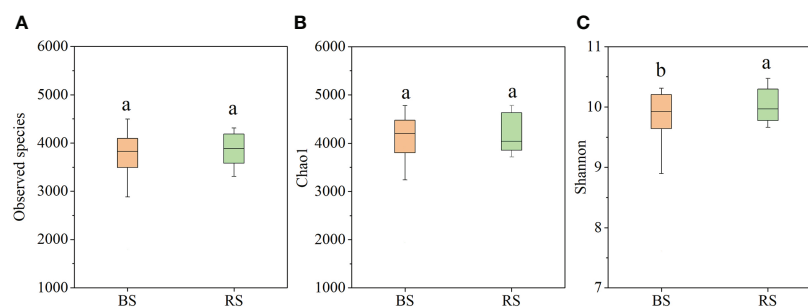 A
B
C
Observed species
6000
5000
4000
3000
2000
1000
a
a
BS
RS
Chao1
6000
5000
4000
3000
2000
1000
a
a
BS
RS
Shannon
11
10
9
8
7
b
a
BS
RS